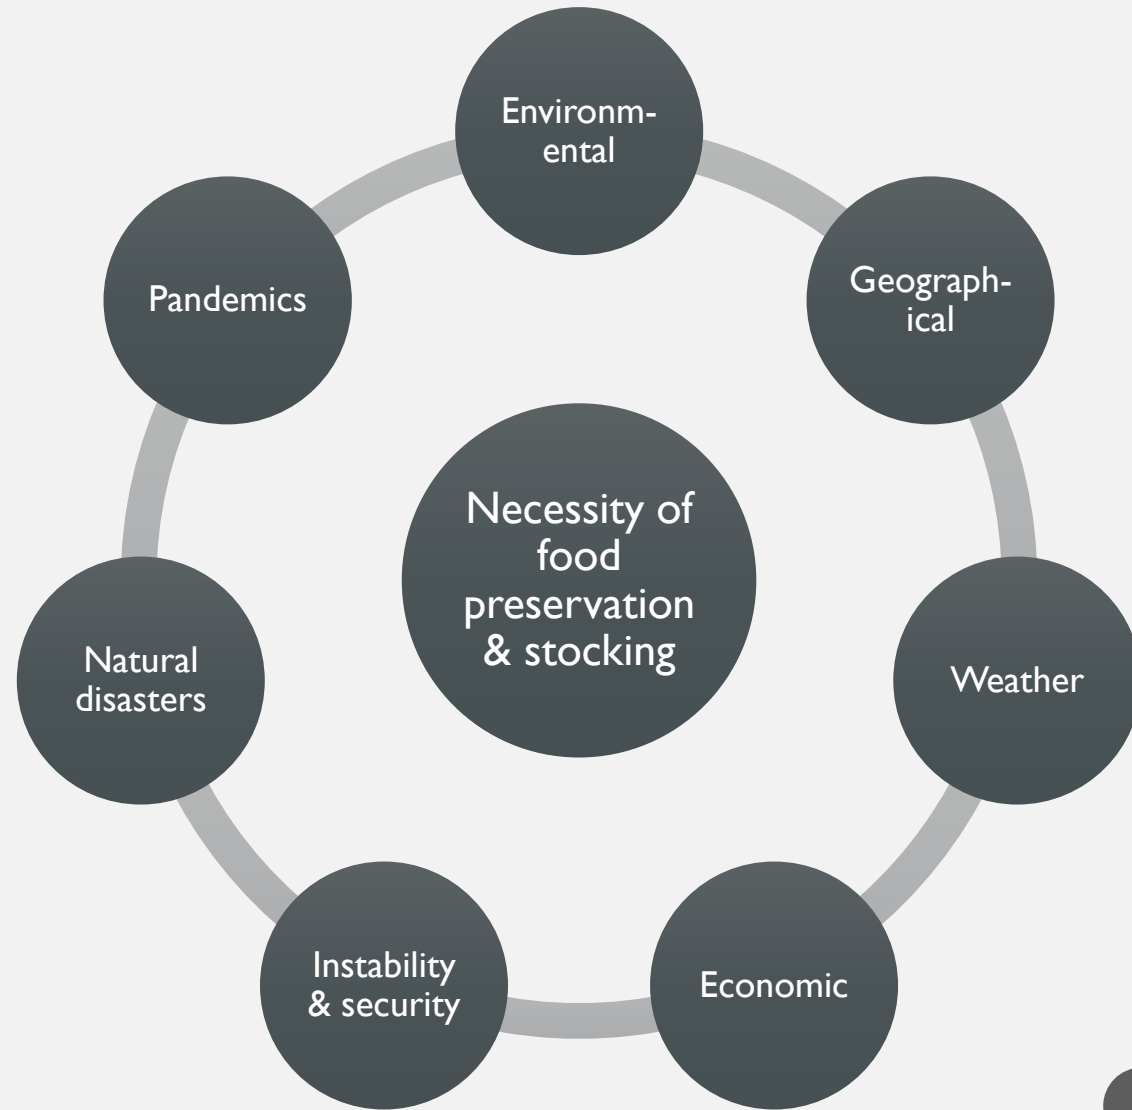 Environm-
ental
Geograph-
ical
Weather
Economic
Instability
& security
Natural
disasters
Pandemics
Necessity of
food
preservation
& stocking